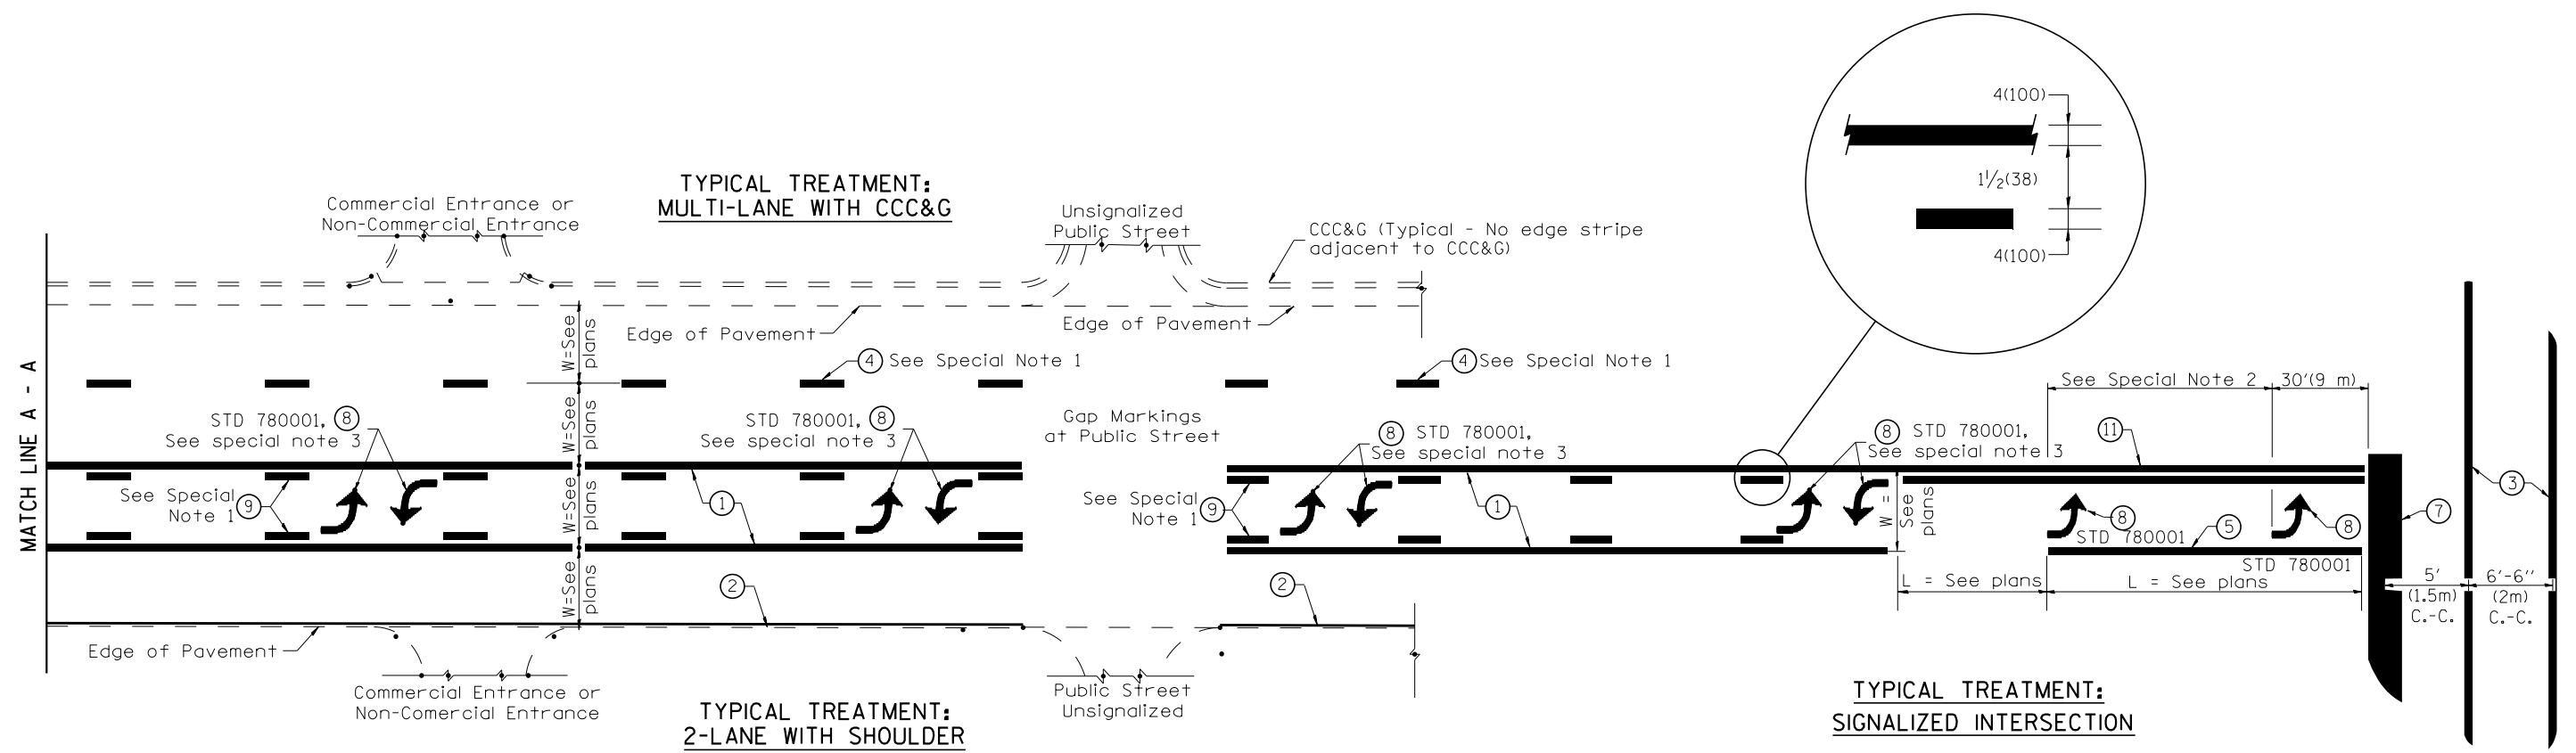 TYPICAL TREATMENT:
MULTI-LANE WITH CCC&G
Commercial Entrance or
Non-Commercial Entrance
Unsignalized
Public Street
CCC&G (Typical - No edge stripe
adjacent to CCC&G)
4(100)
1½(38)
4(100)
Edge of Pavement
Edge of Pavement
W=See
plans
4 See Special Note 1
4 See Special Note 1
See Special Note 2
30'(9 m)
MATCH LINE A - A
STD 780001, 8
See special note 3
W=See
plans
STD 780001, 8
See special note 3
Gap Markings
at Public Street
8 STD 780001,
See special note 3
8 STD 780001,
See special note 3
11
See Special
Note 1
9
W=See
plans
1
See Special
Note 1
9
1
W =
See
plans
8
STD 780001
5
8
STD 780001
7
3
W=See
plans
2
2
L = See plans
L = See plans
5'
(1.5m)
C.-C.
6'-6"
(2m)
C.-C.
Edge of Pavement
Commercial Entrance or
Non-Comercial Entrance
Public Street
Unsignalized
TYPICAL TREATMENT:
2-LANE WITH SHOULDER
TYPICAL TREATMENT:
SIGNALIZED INTERSECTION